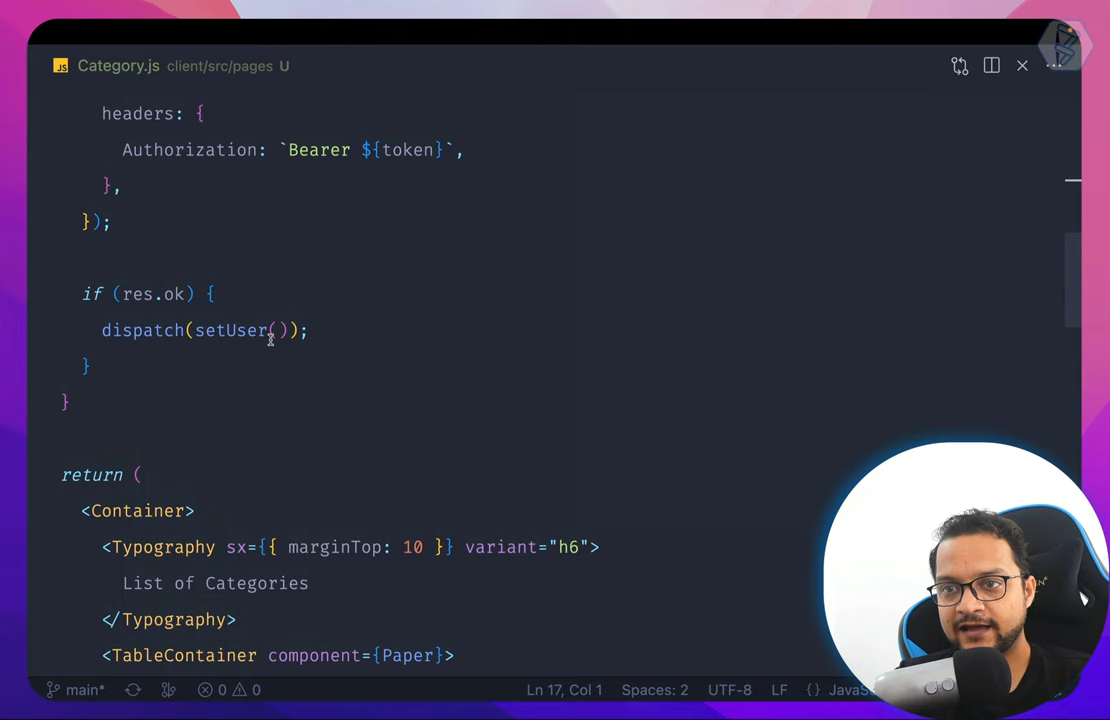 JS Category.js client/src/pages U
headers: {
Authorization: `Bearer ${token}`,
},
});
if (res.ok) {
dispatch(setUser());
}
}
return (
<Container>
<Typography sx={{ marginTop: 10 }} variant="h6">
List of Categories
</Typography>
<TableContainer component={Paper}>
main* 0 0 Ln 17, Col 1 Spaces: 2 UTF-8 LF {}